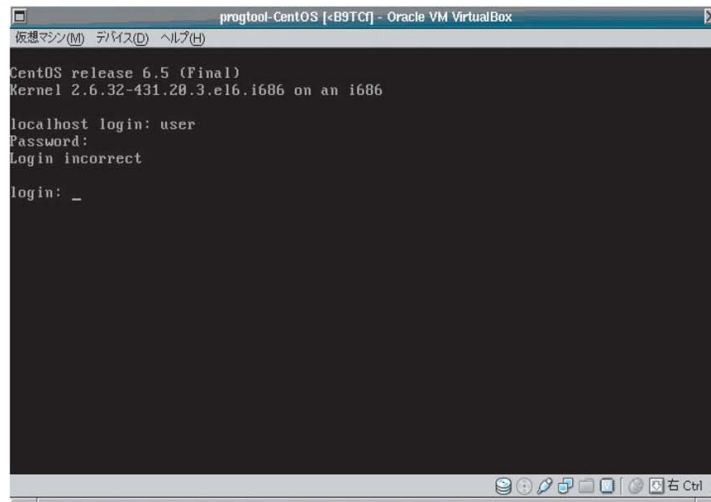 progtool-CentOS [<B9TCf] - Oracle VM VirtualBox
仮想マシン(M) デバイス(D) ヘルプ(H)
CentOS release 6.5 (Final)
Kernel 2.6.32-431.20.3.el6.i686 on an i686
localhost login: user
Password:
Login incorrect
login: _
右 Ctrl